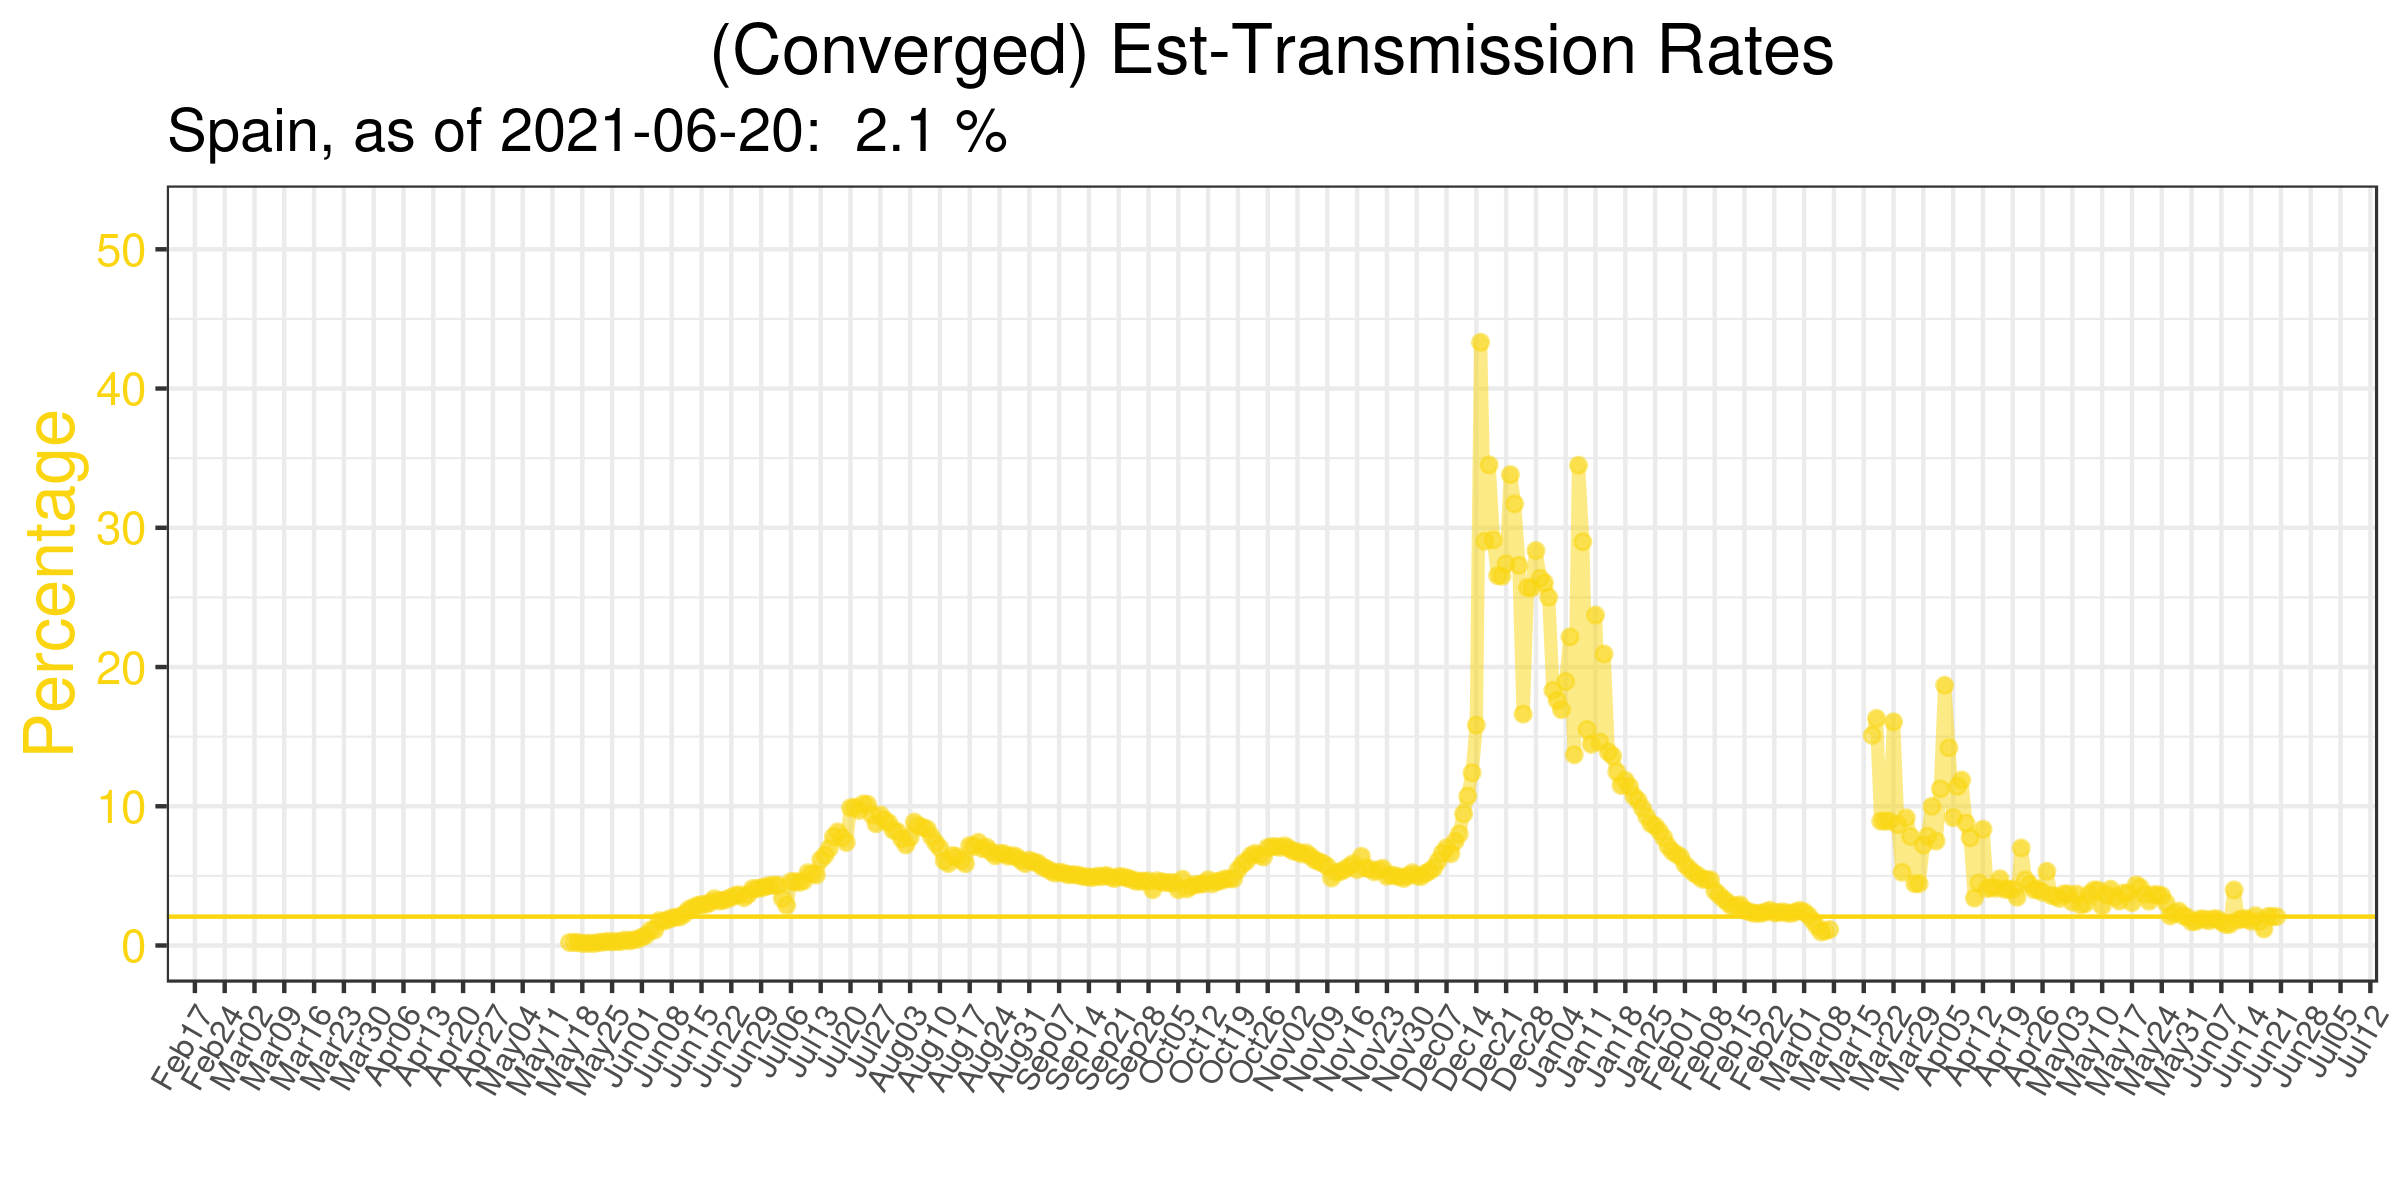 (Converged) Est-Transmission Rates
Spain, as of 2021-06-20:  2.1 %
Percentage
50
40
30
20
10
0
Feb17
Feb24
Mar02
Mar09
Mar16
Mar23
Mar30
Apr06
Apr13
Apr20
Apr27
May04
May11
May18
May25
Jun01
Jun08
Jun15
Jun22
Jun29
Jul06
Jul13
Jul20
Jul27
Aug03
Aug10
Aug17
Aug24
Aug31
Sep07
Sep14
Sep21
Sep28
Oct05
Oct12
Oct19
Oct26
Nov02
Nov09
Nov16
Nov23
Nov30
Dec07
Dec14
Dec21
Dec28
Jan04
Jan11
Jan18
Jan25
Feb01
Feb08
Feb15
Feb22
Mar01
Mar08
Mar15
Mar22
Mar29
Apr05
Apr12
Apr19
Apr26
May03
May10
May17
May24
May31
Jun07
Jun14
Jun21
Jun28
Jul05
Jul12